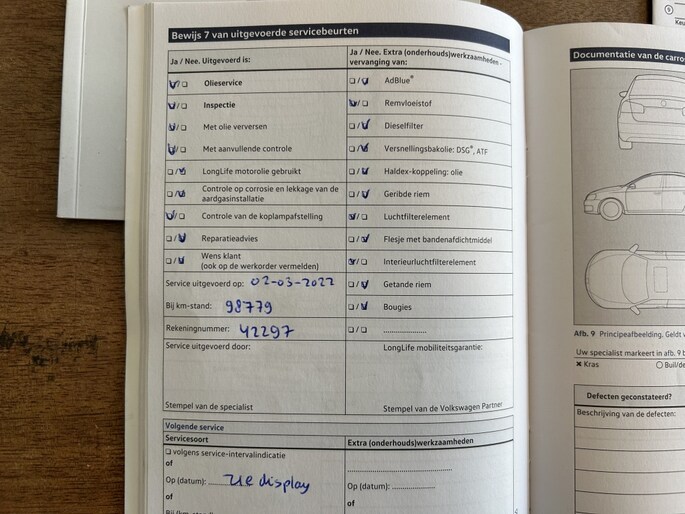 Bewijs 7 van uitgevoerde servicebeurten
Ja / Nee. Uitgevoerd is:
Olieservice
Inspectie
Met olie verversen
Met aanvullende controle
LongLife motorolie gebruikt
Controle op corrosie en lekkage van de
aardgasinstallatie
Controle van de koplampafstelling
Reparatieadvies
Wens klant
(ook op de werkorder vermelden)
Service uitgevoerd op: 02-03-2022
Bij km-stand: 98779
Rekeningnummer: 42297
Service uitgevoerd door:
Stempel van de specialist
Ja / Nee. Extra (onderhouds)werkzaamheden -
vervanging van:
AdBlue®
Remvloeistof
Dieselfilter
Versnellingsbakolie: DSG®, ATF
Haldex-koppeling: olie
Geribde riem
Luchtfilterelement
Flesje met bandenafdichtmiddel
Interieurluchtfilterelement
Getande riem
Bougies
LongLife mobiliteitsgarantie:
Stempel van de Volkswagen Partner
Volgende service
Servicesoort
volgens service-intervalindicatie
of
Op (datum): zie display
of
Extra (onderhouds)werkzaamheden
Op (datum):
of
Documentatie van de carros
Afb. 9 Principeafbeelding. Geldt v
Uw specialist markeert in afb. 9 b
× Kras
Buil/de
Defecten geconstateerd?
Beschrijving van de defecten: